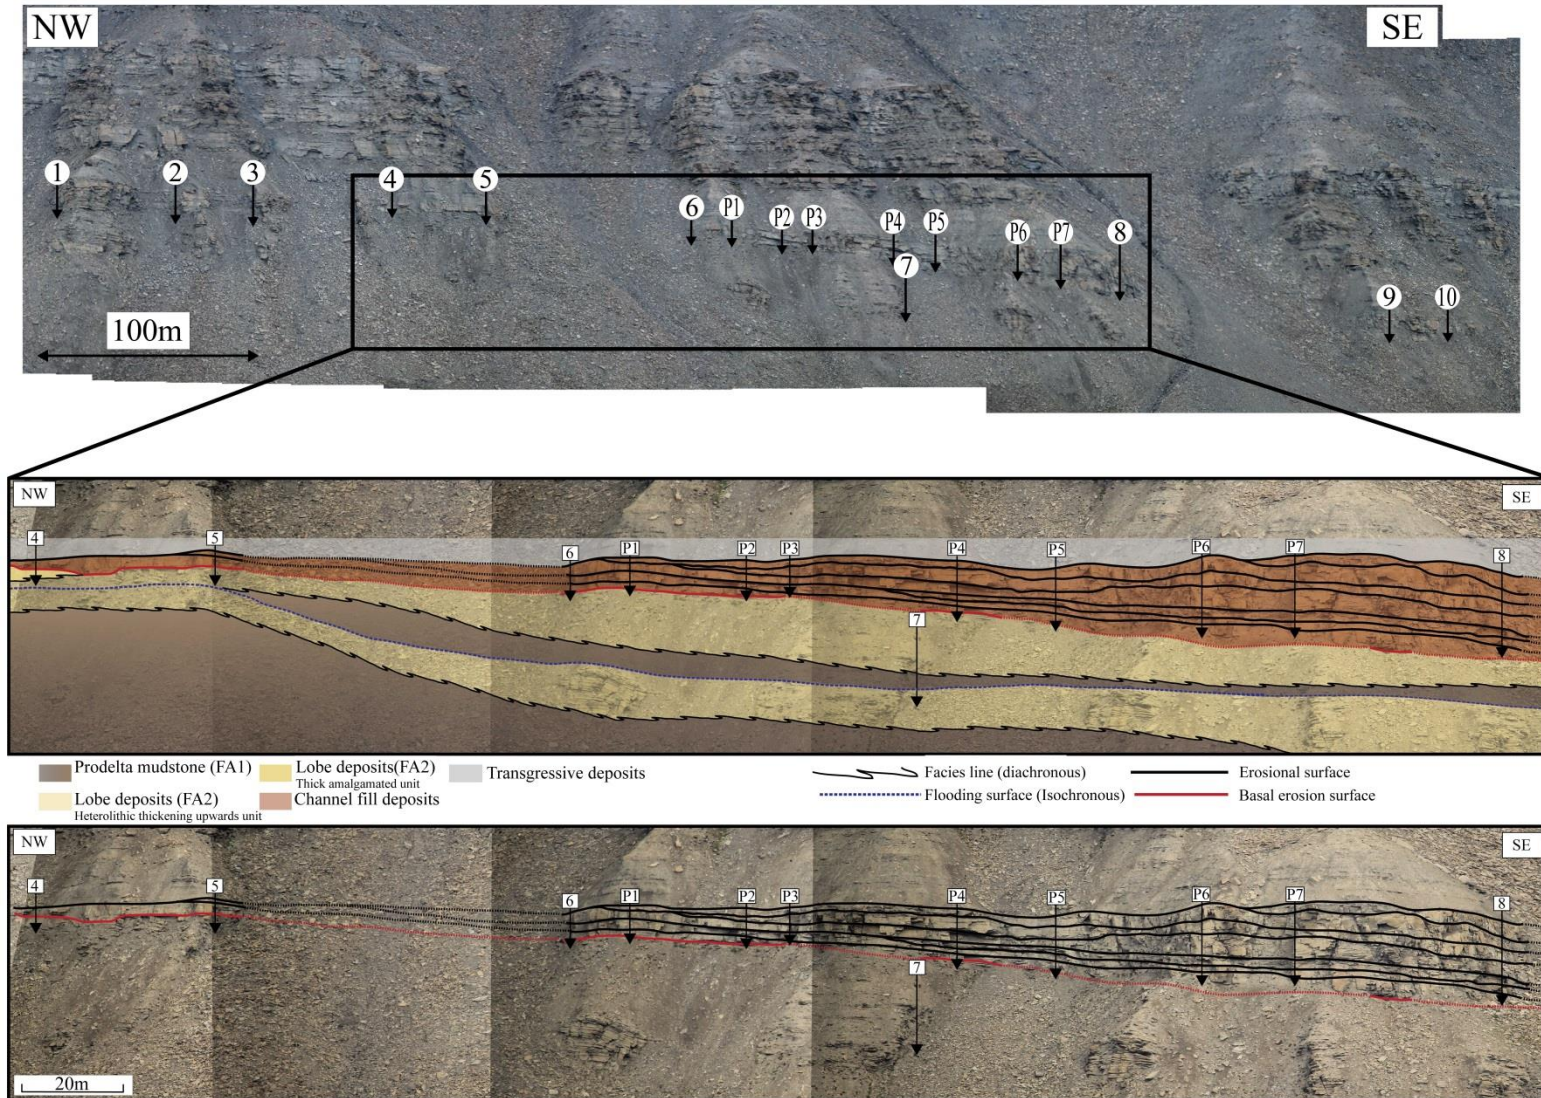 NW
SE
1
2
3
4
5
6
P1
P2
P3
P4
P5
P6
P7
8
7
9
10
100m
NW
SE
4
5
6
P1
P2
P3
P4
P5
P6
P7
8
7
Prodelta mudstone (FA1)
Lobe deposits(FA2)
Thick amalgamated unit
Transgressive deposits
Facies line (diachronous)
Erosional surface
Lobe deposits (FA2)
Heterolithic thickening upwards unit
Channel fill deposits
Flooding surface (Isochronous)
Basal erosion surface
NW
SE
4
5
6
P1
P2
P3
P4
P5
P6
P7
8
7
20m